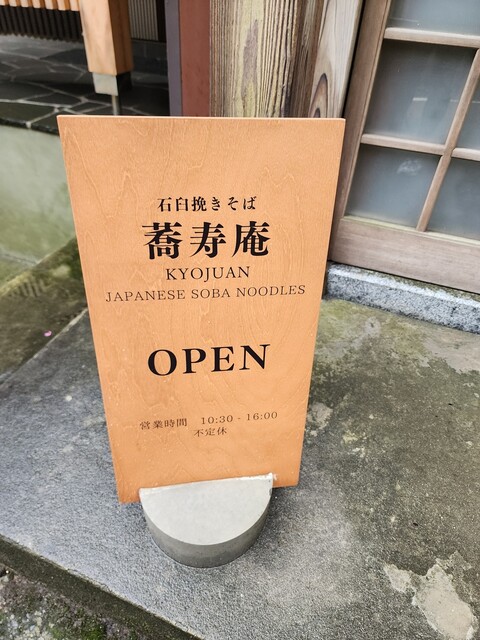 石臼挽きそば
蕎寿庵
KYOJUAN
JAPANESE SOBA NOODLES
OPEN
営業時間 10:30 - 16:00
不定休